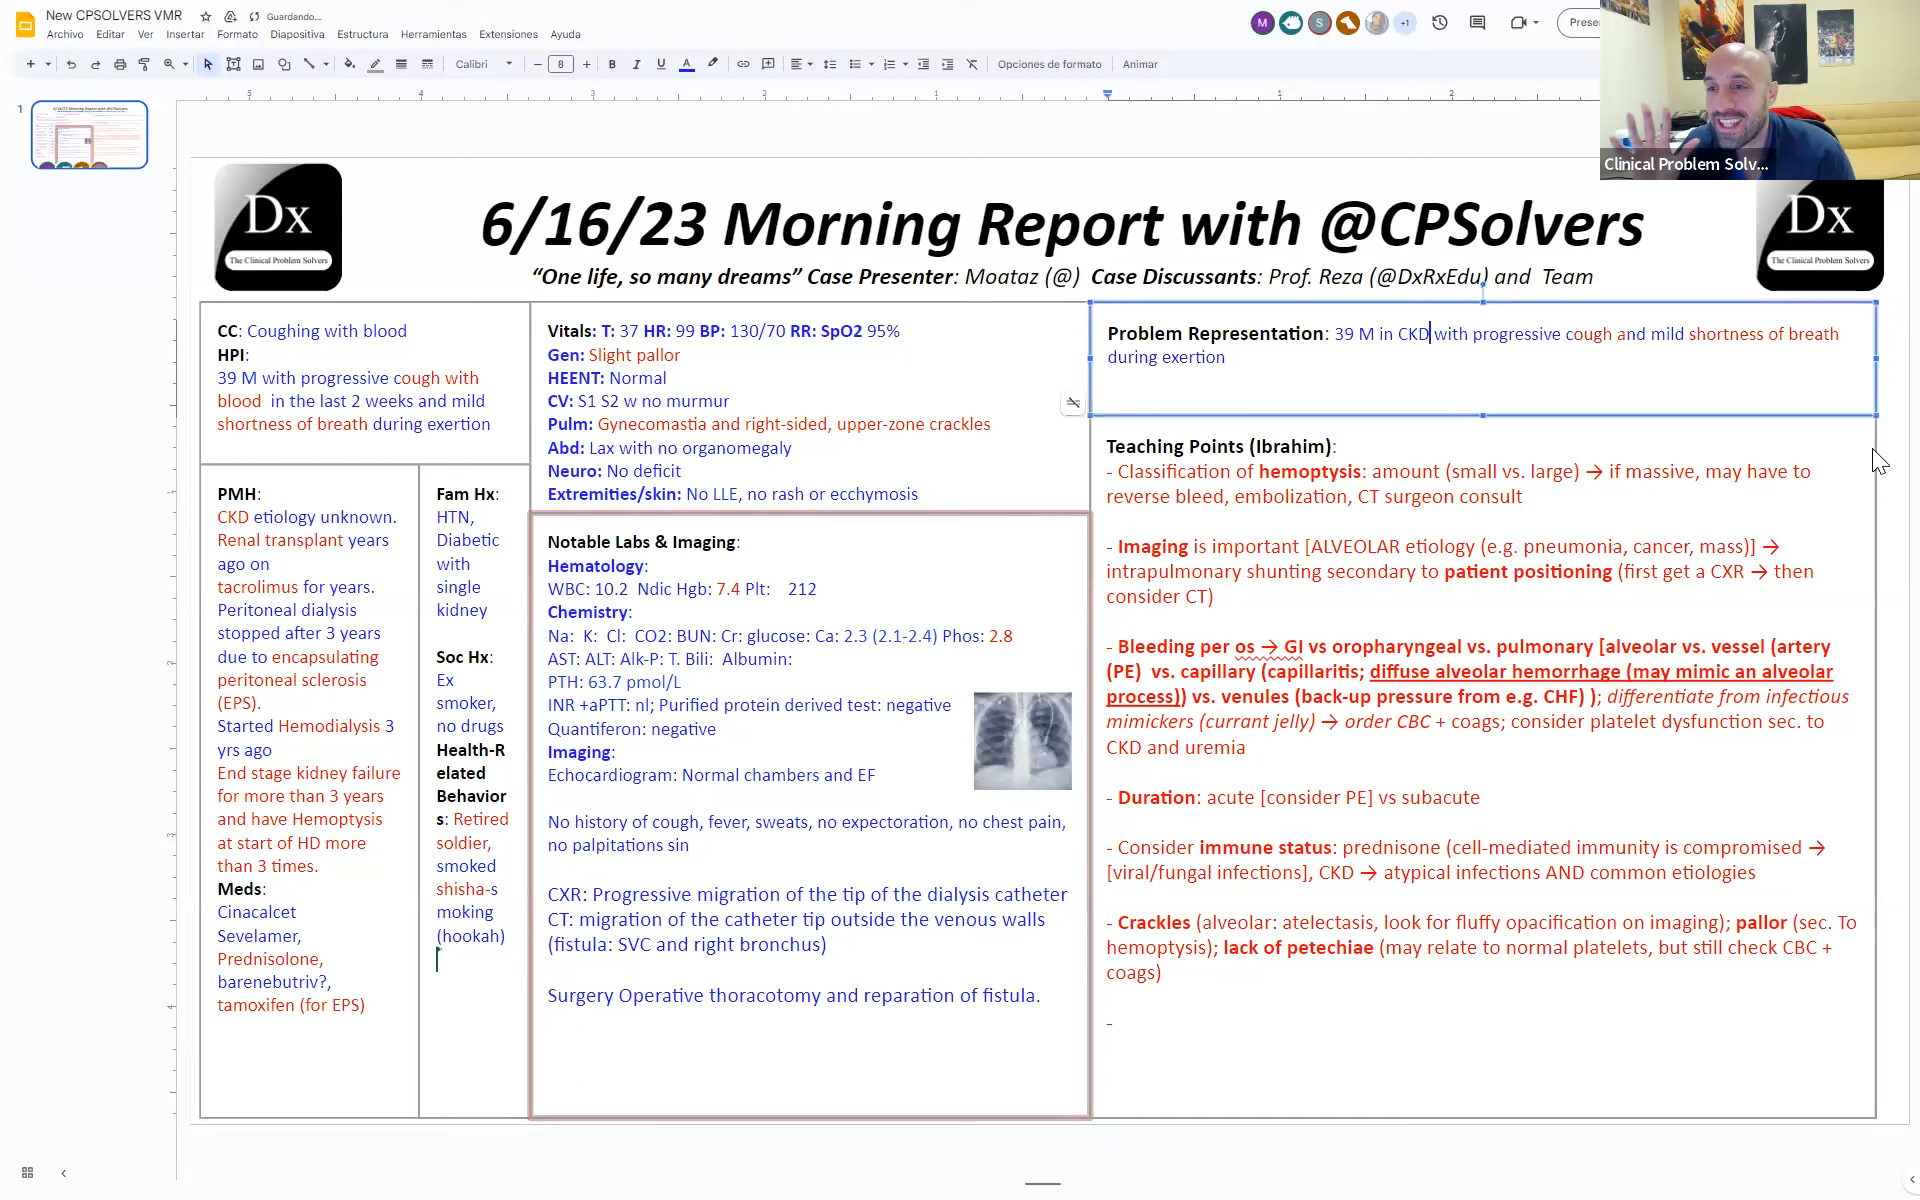 New CPSOLVERS VMR
Guardando...
Archivo Editar Ver Insertar Formato Diapositiva Estructura Herramientas Extensiones Ayuda
M S +1
Calibri 8 Opciones de formato Animar
5 4 3 2 1 1 2
1
Clinical Problem Solv...
Dx
The Clinical Problem Solvers
6/16/23 Morning Report with @CPSolvers
“One life, so many dreams” Case Presenter: Moataz (@) Case Discussants: Prof. Reza (@DxRxEdu) and Team
Dx
The Clinical Problem Solvers
CC: Coughing with blood
HPI:
39 M with progressive cough with
blood in the last 2 weeks and mild
shortness of breath during exertion
PMH:
CKD etiology unknown.
Renal transplant years
ago on
tacrolimus for years.
Peritoneal dialysis
stopped after 3 years
due to encapsulating
peritoneal sclerosis
(EPS).
Started Hemodialysis 3
yrs ago
End stage kidney failure
for more than 3 years
and have Hemoptysis
at start of HD more
than 3 times.
Meds:
Cinacalcet
Sevelamer,
Prednisolone,
barenebutriv?,
tamoxifen (for EPS)
Fam Hx:
HTN,
Diabetic
with
single
kidney
Soc Hx:
Ex
smoker,
no drugs
Health-R
elated
Behavior
s: Retired
soldier,
smoked
shisha-s
moking
(hookah)
Vitals: T: 37 HR: 99 BP: 130/70 RR: SpO2 95%
Gen: Slight pallor
HEENT: Normal
CV: S1 S2 w no murmur
Pulm: Gynecomastia and right-sided, upper-zone crackles
Abd: Lax with no organomegaly
Neuro: No deficit
Extremities/skin: No LLE, no rash or ecchymosis
Notable Labs & Imaging:
Hematology:
WBC: 10.2 Ndic Hgb: 7.4 Plt: 212
Chemistry:
Na: K: Cl: CO2: BUN: Cr: glucose: Ca: 2.3 (2.1-2.4) Phos: 2.8
AST: ALT: Alk-P: T. Bili: Albumin:
PTH: 63.7 pmol/L
INR +aPTT: nl; Purified protein derived test: negative
Quantiferon: negative
Imaging:
Echocardiogram: Normal chambers and EF
No history of cough, fever, sweats, no expectoration, no chest pain,
no palpitations sin
CXR: Progressive migration of the tip of the dialysis catheter
CT: migration of the catheter tip outside the venous walls
(fistula: SVC and right bronchus)
Surgery Operative thoracotomy and reparation of fistula.
Problem Representation: 39 M in CKD with progressive cough and mild shortness of breath
during exertion
Teaching Points (Ibrahim):
- Classification of hemoptysis: amount (small vs. large) → if massive, may have to
reverse bleed, embolization, CT surgeon consult
- Imaging is important [ALVEOLAR etiology (e.g. pneumonia, cancer, mass)] →
intrapulmonary shunting secondary to patient positioning (first get a CXR → then
consider CT)
- Bleeding per os → GI vs oropharyngeal vs. pulmonary [alveolar vs. vessel (artery
(PE) vs. capillary (capillaritis; diffuse alveolar hemorrhage (may mimic an alveolar
process)) vs. venules (back-up pressure from e.g. CHF) ); differentiate from infectious
mimickers (currant jelly) → order CBC + coags; consider platelet dysfunction sec. to
CKD and uremia
- Duration: acute [consider PE] vs subacute
- Consider immune status: prednisone (cell-mediated immunity is compromised →
[viral/fungal infections], CKD → atypical infections AND common etiologies
- Crackles (alveolar: atelectasis, look for fluffy opacification on imaging); pallor (sec. To
hemoptysis); lack of petechiae (may relate to normal platelets, but still check CBC +
coags)
-